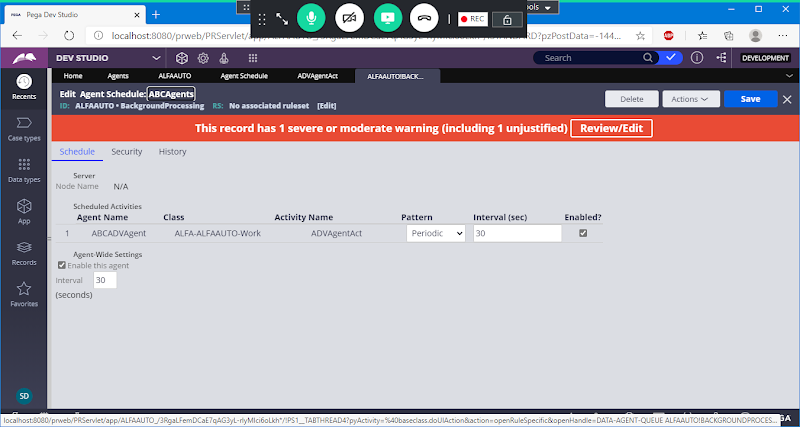 Pega Dev Studio
REC
ools
localhost:8080/prweb/PRServlet/app
RD?pzPostData=-144...
DEV STUDIO
Search
DEVELOPMENT
Home Agents ALFAAUTO Agent Schedule ADVAgentAct ALFAAUTO!BACK...
Recents
Edit Agent Schedule: ABCAgents
ID: ALFAAUTO • BackgroundProcessing RS: No associated ruleset [Edit]
Delete Actions Save
This record has 1 severe or moderate warning (including 1 unjustified) Review/Edit
Case types
Schedule Security History
Data types
Server
Node Name N/A
App
Scheduled Activities
Agent Name Class Activity Name Pattern Interval (sec) Enabled?
1 ABCADVAgent ALFA-ALFAAUTO-Work ADVAgentAct Periodic 30
Records
Agent-Wide Settings
Enable this agent
Interval 30
(seconds)
Favorites
SD
localhost:8080/prweb/PRServlet/app/ALFAAUTO_/3RgaLFemDCaE7qAG3yL-rlyMIci6oLkh*/!PS1__TABTHREAD4?pyActivity=%40baseclass.doUIAction&action=openRuleSpecific&openHandle=DATA-AGENT-QUEUE ALFAAUTO!BACKGROUNDPROCES...